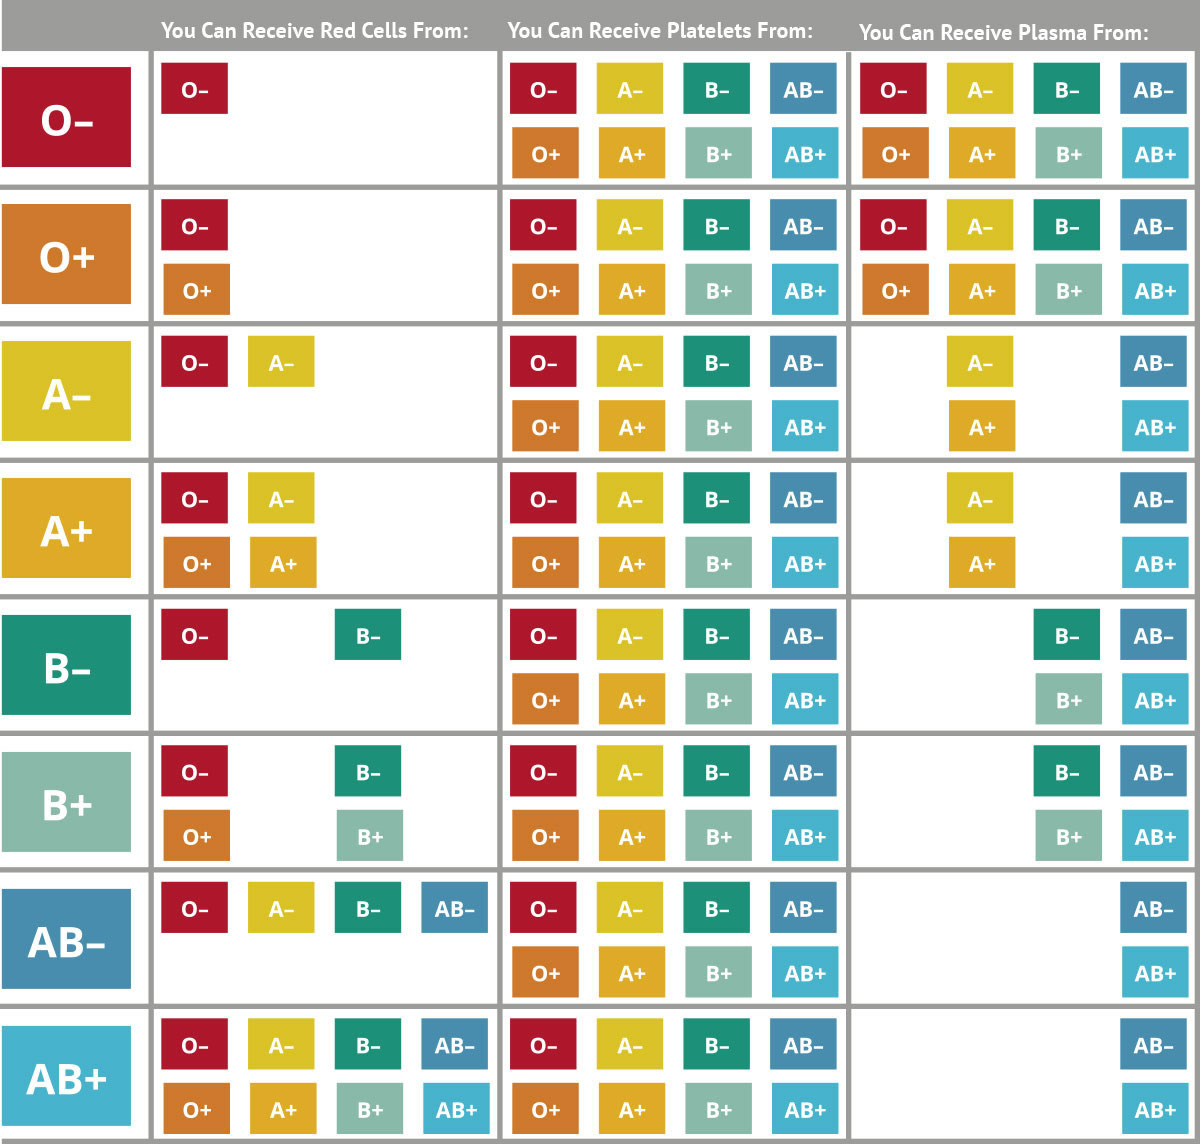 You Can Receive Red Cells From: You Can Receive Platelets From: You Can Receive Plasma From:
O– O– O– A– B– AB– O– A– B– AB–
O+ A+ B+ AB+ O+ A+ B+ AB+
O+ O– O– A– B– AB– O– A– B– AB–
O+ O+ A+ B+ AB+ O+ A+ B+ AB+
A– O– A– O– A– B– AB– A– AB–
O+ A+ B+ AB+ A+ AB+
A+ O– A– O– A– B– AB– A– AB–
O+ A+ O+ A+ B+ AB+ A+ AB+
B– O– B– O– A– B– AB– B– AB–
O+ A+ B+ AB+ B+ AB+
B+ O– B– O– A– B– AB– B– AB–
O+ B+ O+ A+ B+ AB+ B+ AB+
AB– O– A– B– AB– O– A– B– AB– AB–
O+ A+ B+ AB+ AB+
AB+ O– A– B– AB– O– A– B– AB– AB–
O+ A+ B+ AB+ O+ A+ B+ AB+ AB+